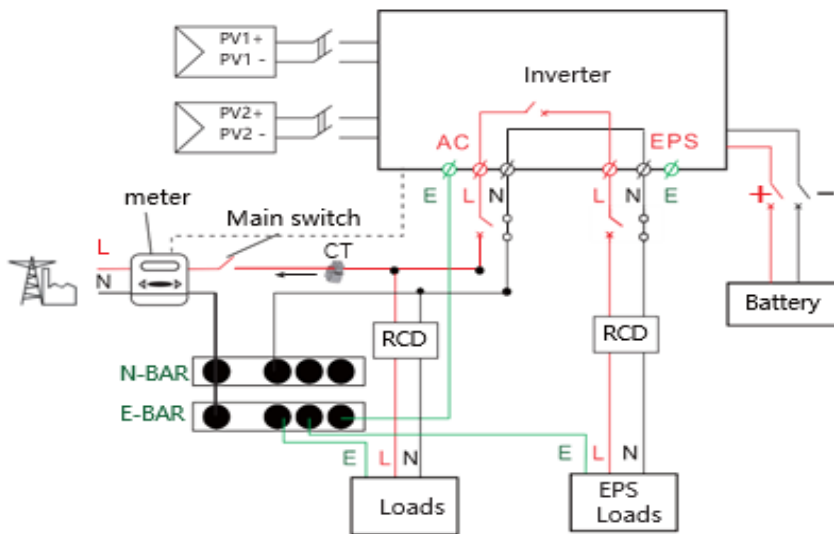 PV1+
PV1 -
PV2+
PV2 -
Inverter
AC
EPS
E
L
N
L
N
E
meter
Main switch
CT
L
N
+
−
Battery
RCD
RCD
N-BAR
E-BAR
E
L
N
E
L
N
Loads
EPS
Loads